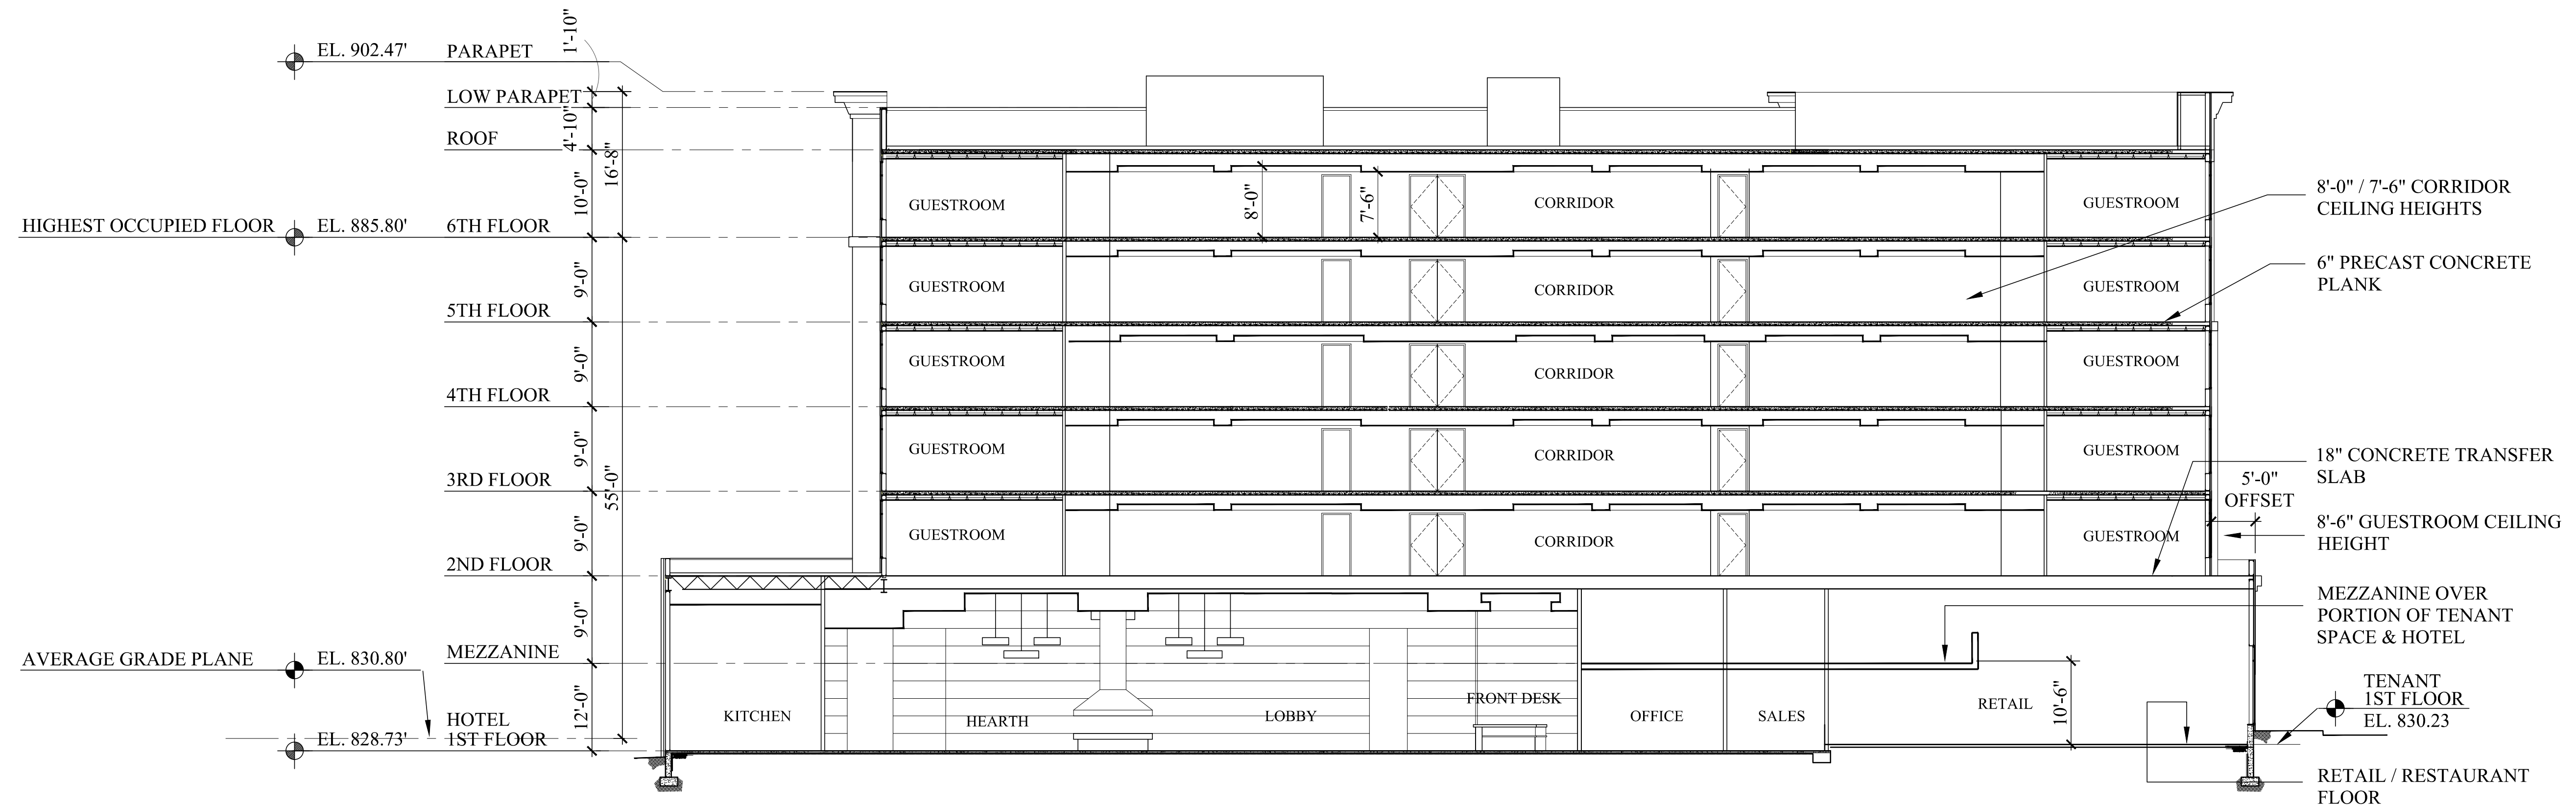 1'-10"
EL. 902.47' PARAPET
LOW PARAPET
4'-10"
ROOF
16'-8"
10'-0"
HIGHEST OCCUPIED FLOOR EL. 885.80' 6TH FLOOR
9'-0"
5TH FLOOR
9'-0"
4TH FLOOR
9'-0"
3RD FLOOR
55'-0"
9'-0"
2ND FLOOR
9'-0"
MEZZANINE
AVERAGE GRADE PLANE EL. 830.80'
12'-0"
HOTEL
EL. 828.73' 1ST FLOOR
GUESTROOM
8'-0"
7'-6"
CORRIDOR
GUESTROOM
GUESTROOM
CORRIDOR
GUESTROOM
GUESTROOM
CORRIDOR
GUESTROOM
GUESTROOM
CORRIDOR
GUESTROOM
GUESTROOM
CORRIDOR
GUESTROOM
KITCHEN
HEARTH
LOBBY
FRONT DESK
OFFICE
SALES
RETAIL
10'-6"
8'-0" / 7'-6" CORRIDOR
CEILING HEIGHTS
6" PRECAST CONCRETE
PLANK
18" CONCRETE TRANSFER
SLAB
5'-0"
OFFSET
8'-6" GUESTROOM CEILING
HEIGHT
MEZZANINE OVER
PORTION OF TENANT
SPACE & HOTEL
TENANT
1ST FLOOR
EL. 830.23
RETAIL / RESTAURANT
FLOOR